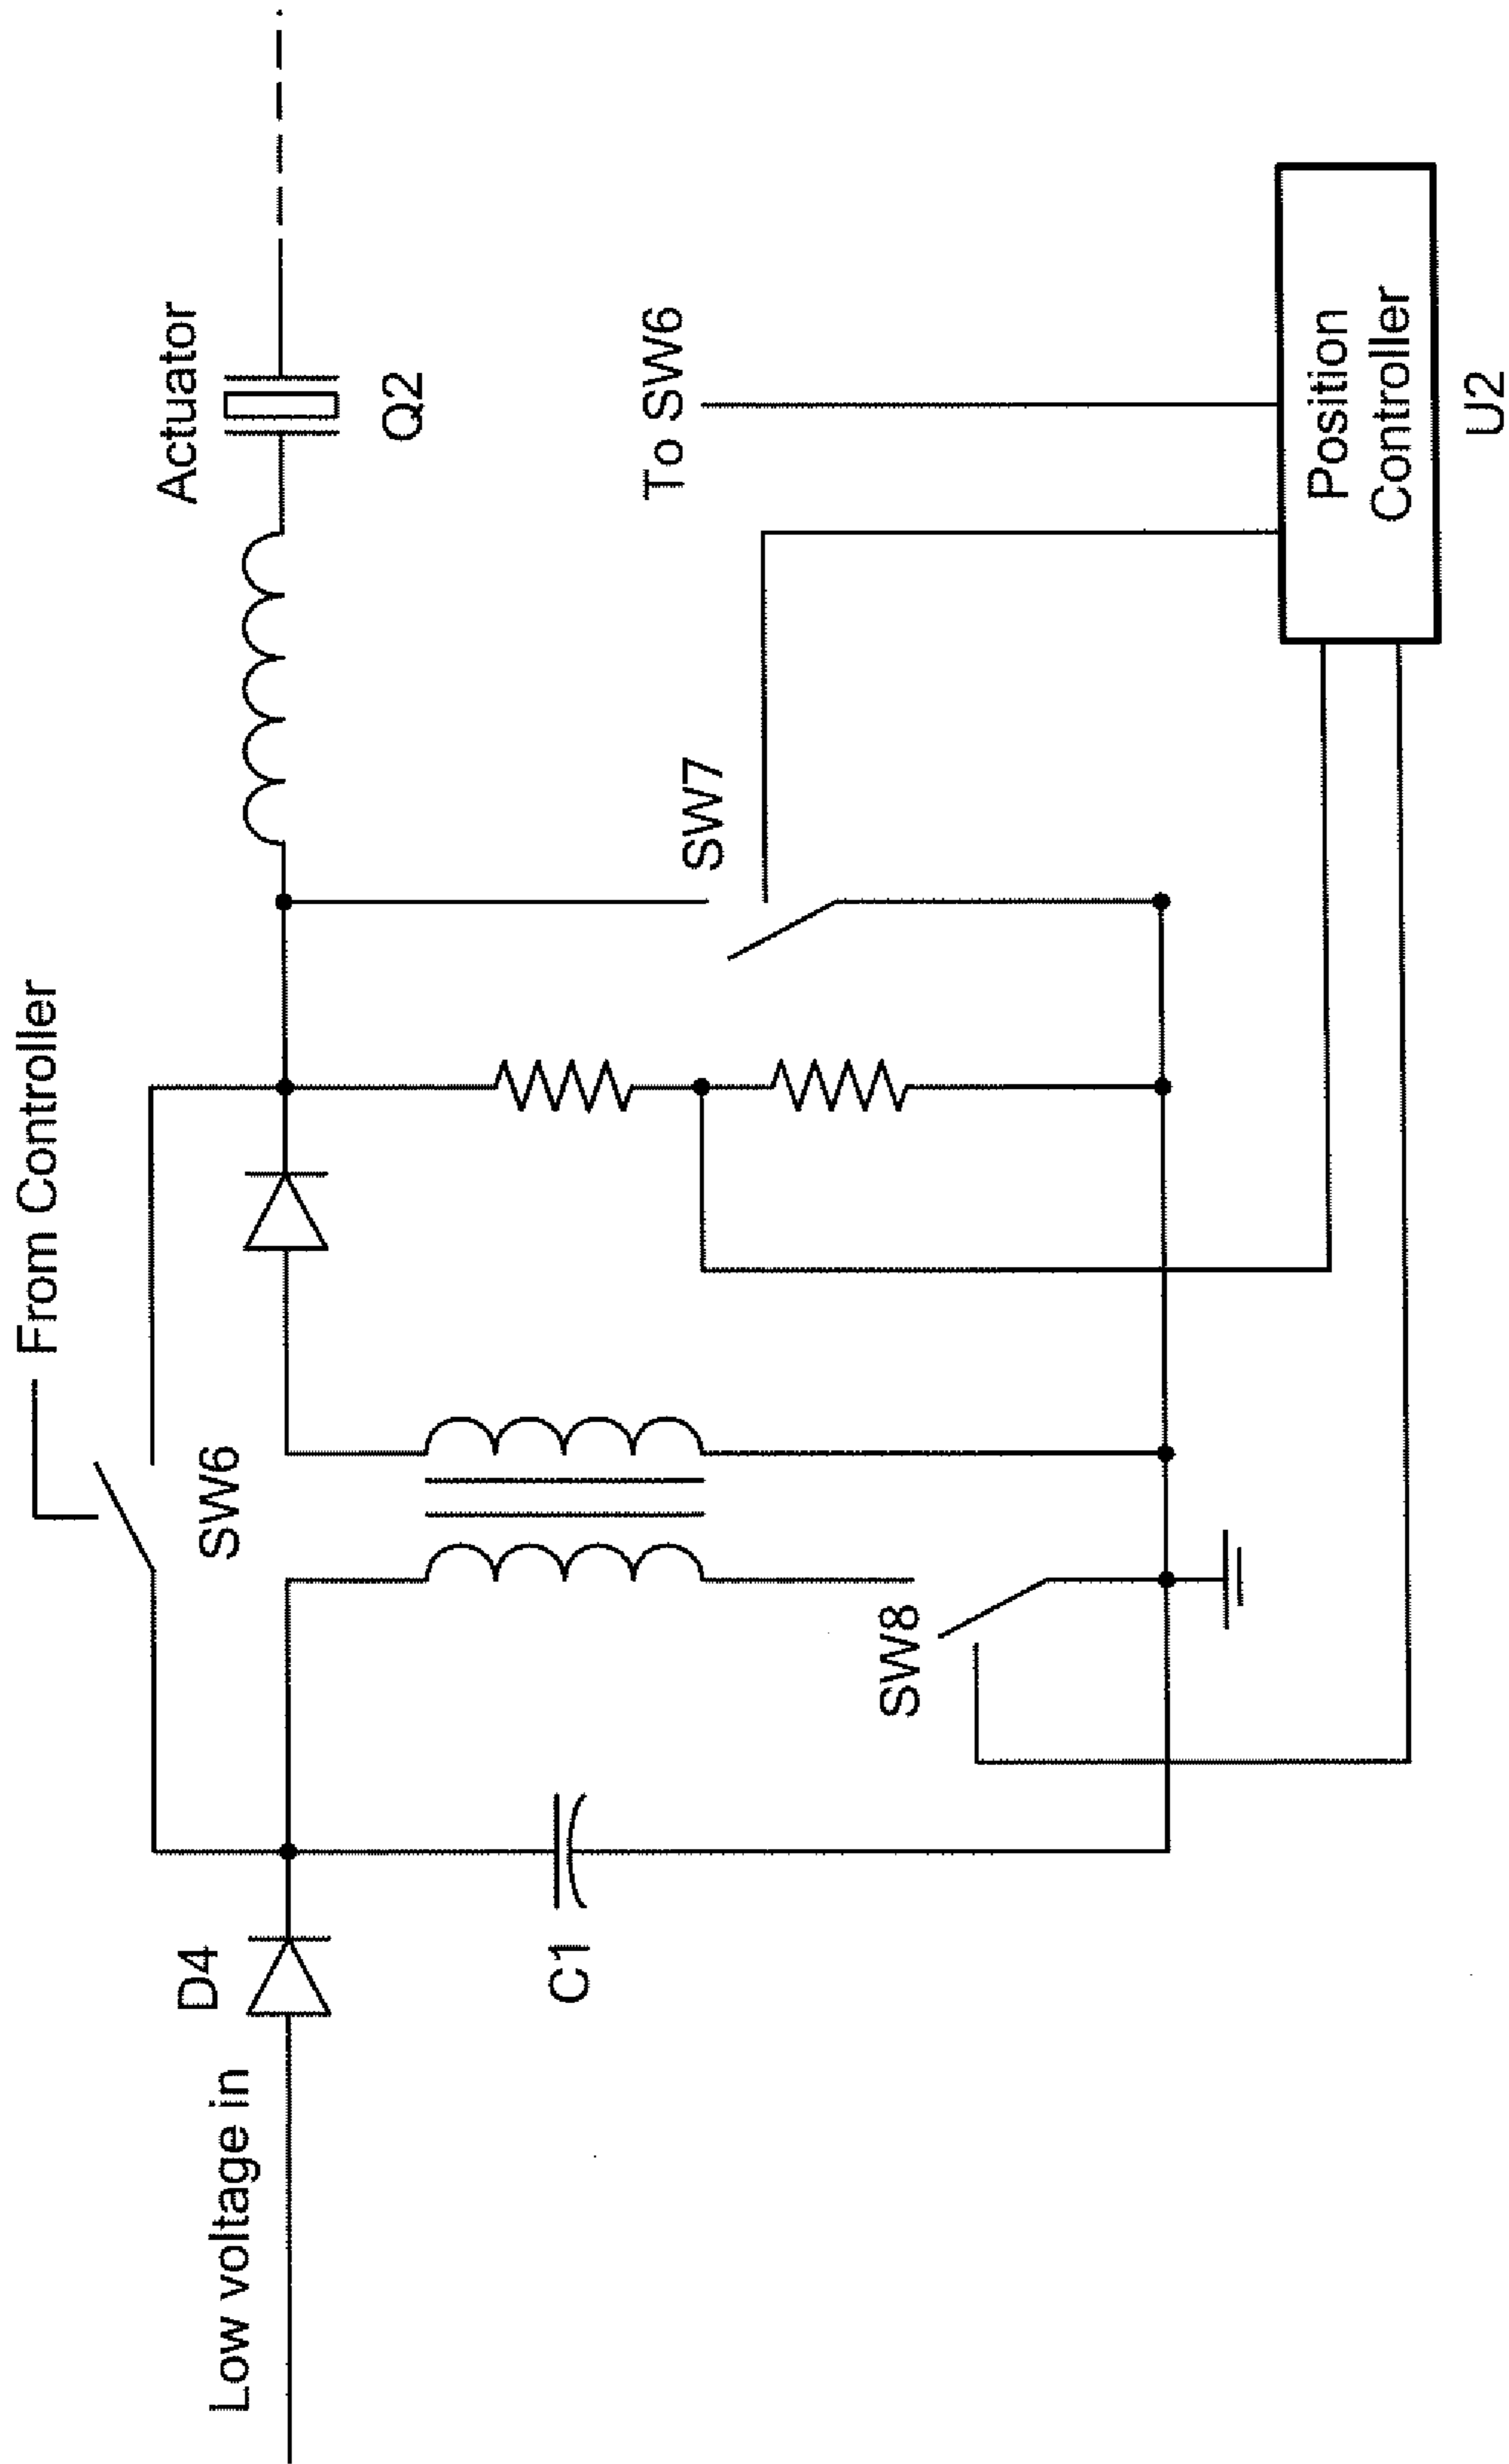 From Controller
Actuator
Low voltage in
D4
SW6
Q2
C1
To SW6
SW7
SW8
Position
Controller
U2